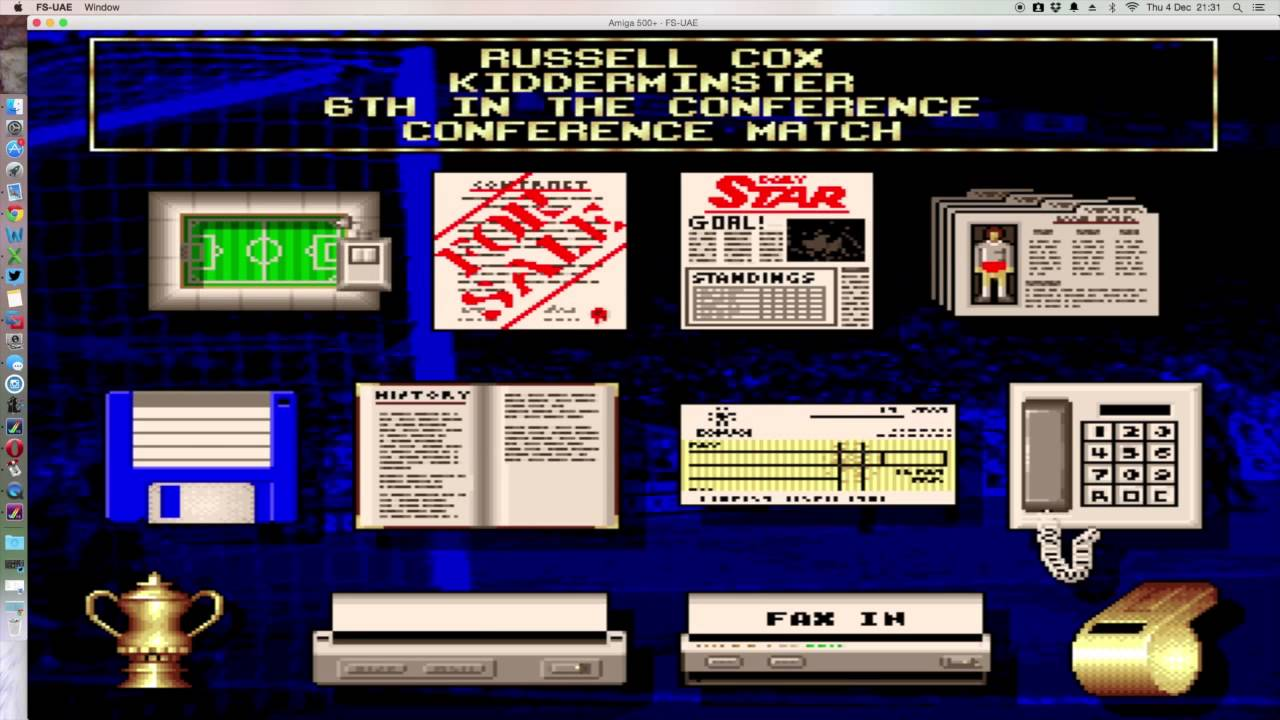 FS-UAE Window
Thu 4 Dec 21:31
Amiga 500+ - FS-UAE
RUSSELL COX
KIDDERMINSTER
6TH IN THE CONFERENCE
CONFERENCE MATCH
CONTRACT
FOR
SALE
DAILY
STAR
GOAL!
STANDINGS
HISTORY
1 2 3
4 5 6
7 8 9
R 0 C
FAX IN